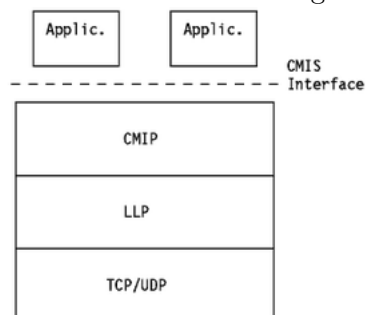 Applic. Applic.
CMIS
Interface
CMIP
LLP
TCP/UDP